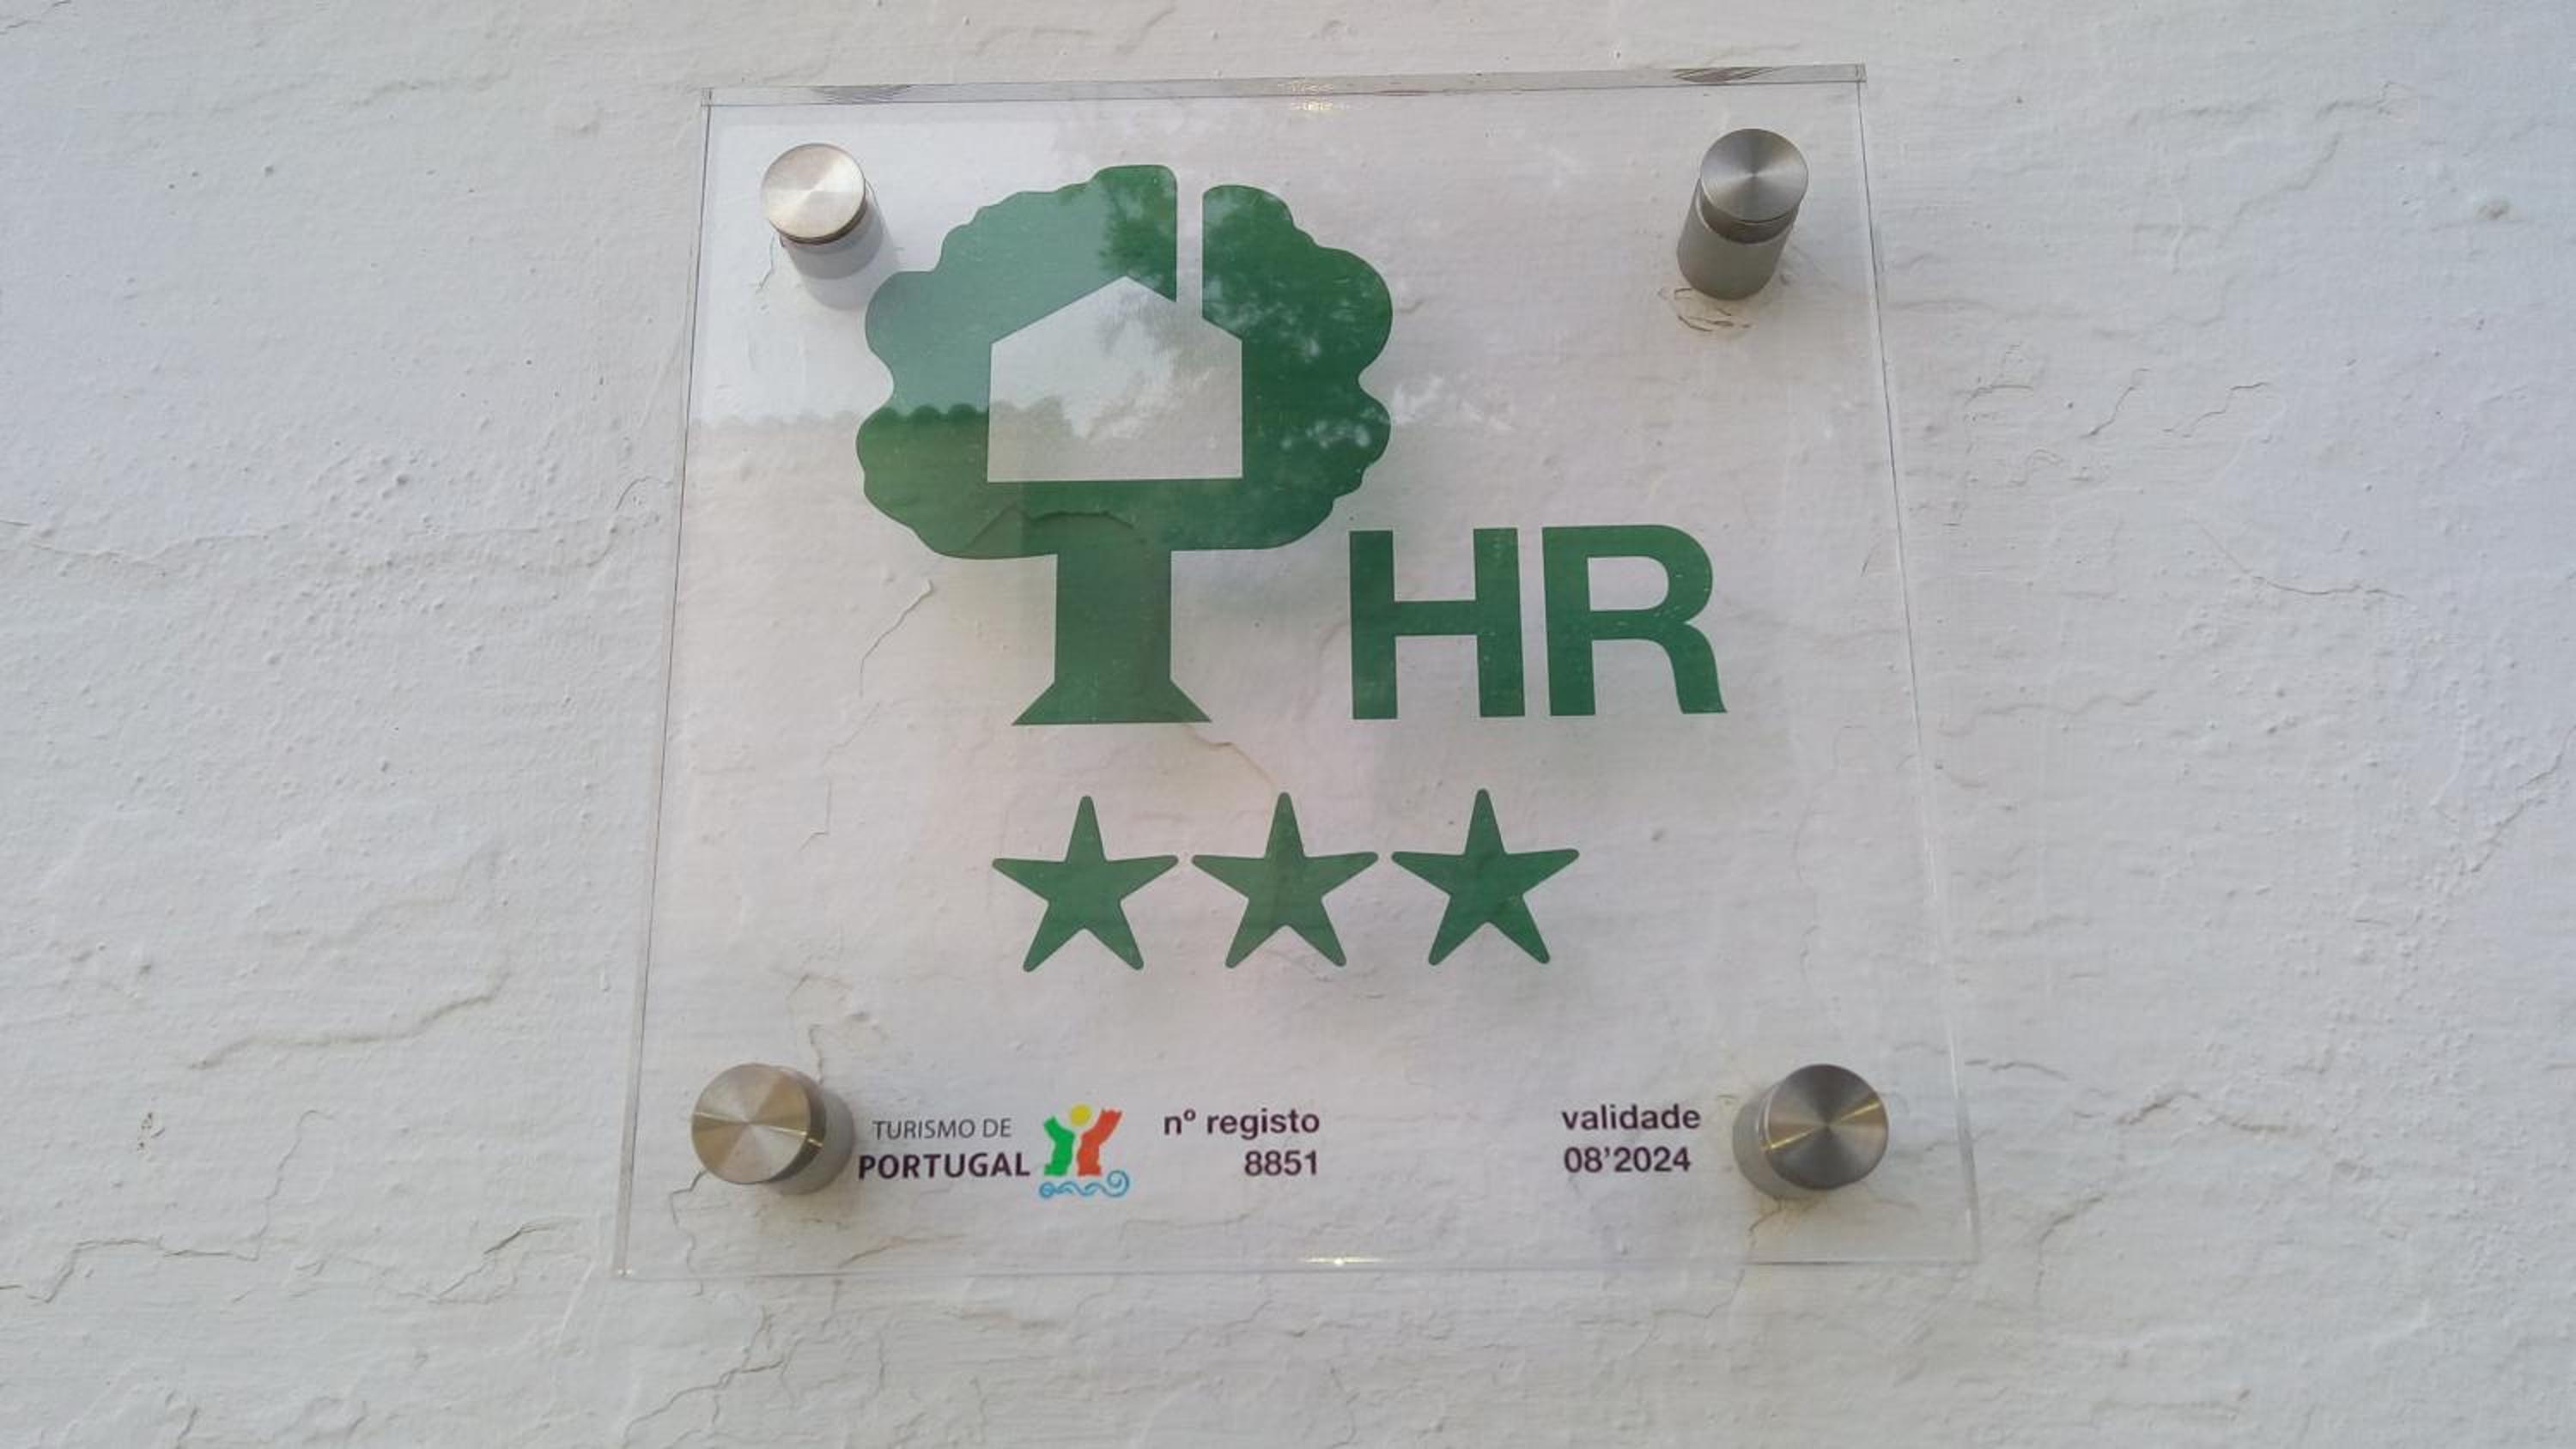 HR
TURISMO DE
PORTUGAL
nº registo
8851
validade
08'2024